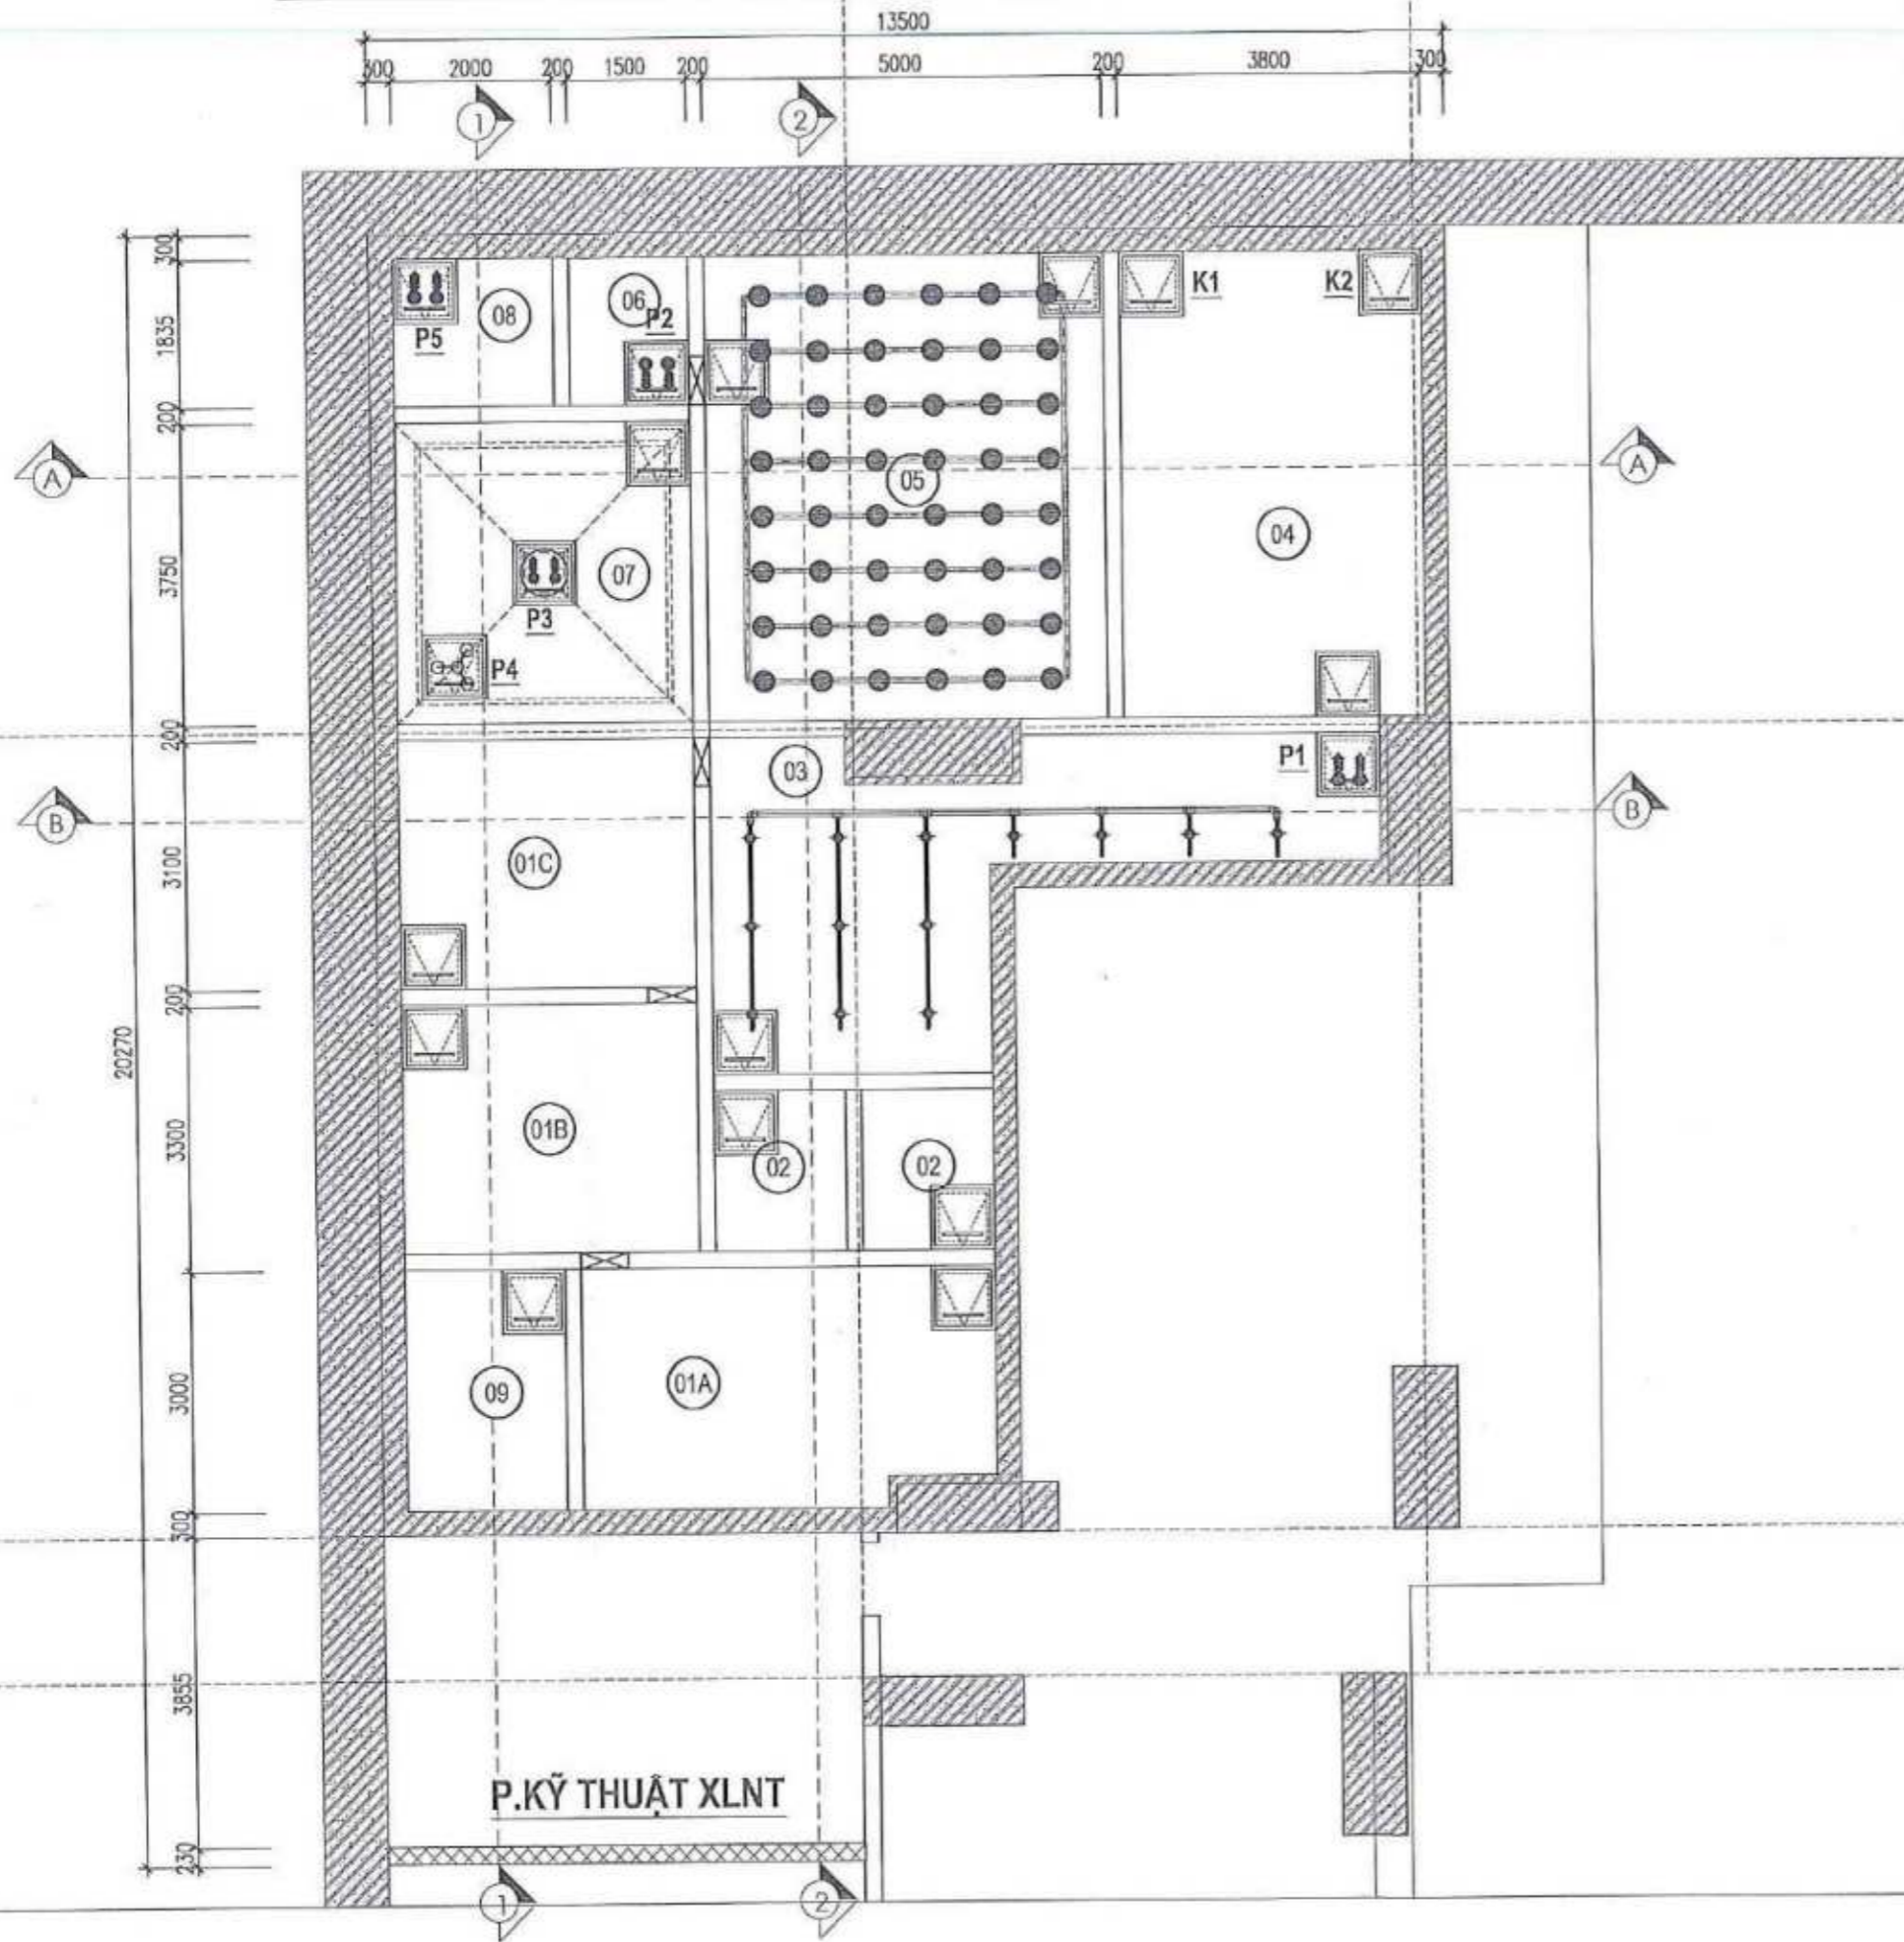 13500
300 2000 200 1500 200 5000 200 3800 300
1 2
300
1835
200
3750
200
3100
200
3300
3000
300
3855
230
20270
P5 08 06 P2 K1 K2
A 05 A
04
07
P3
P4
03 P1
B B
01C
01B
02 02
09 01A
P.KỸ THUẬT XLNT
1 2